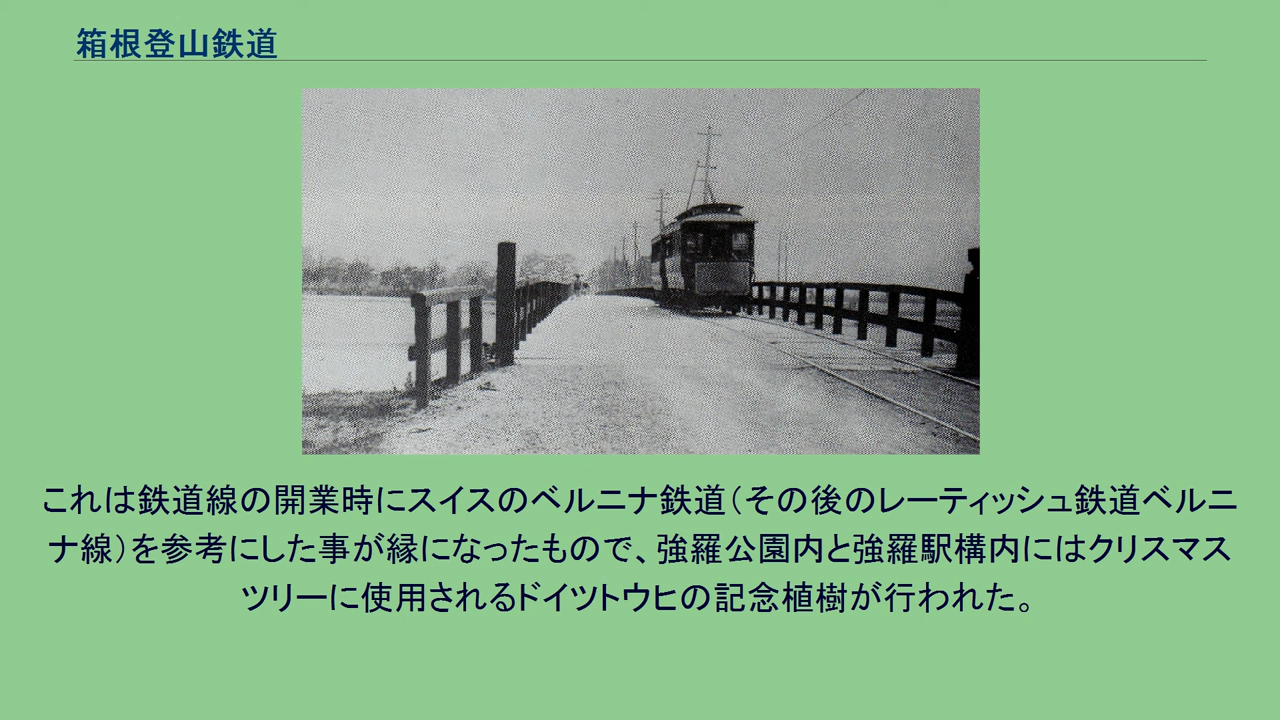 箱根登山鉄道
これは鉄道線の開業時にスイスのベルニナ鉄道（その後のレーティッシュ鉄道ベルニ
ナ線）を参考にした事が縁になったもので、強羅公園内と強羅駅構内にはクリスマス
ツリーに使用されるドイツトウヒの記念植樹が行われた。